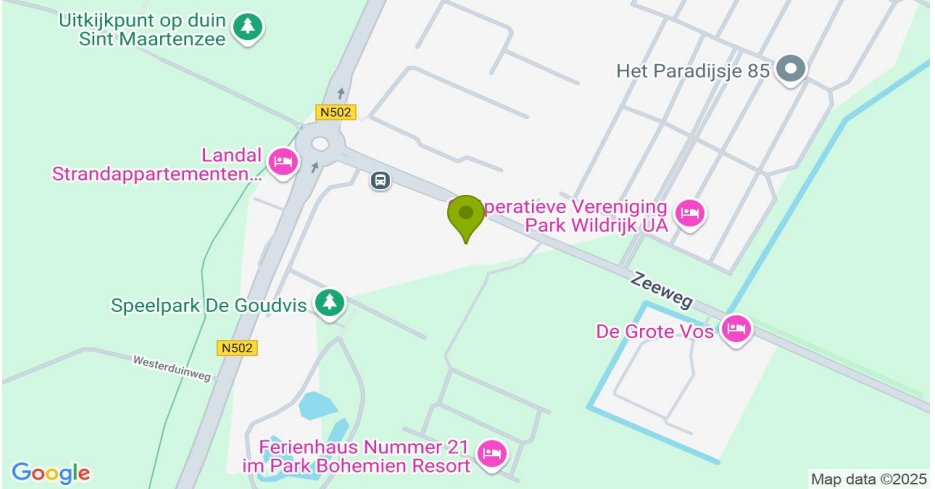 Uitkijkpunt op duin
Sint Maartenzee
Het Paradijsje 85
N502
Landal
Strandappartementen...
peratieve Vereniging
Park Wildrijk UA
Zeeweg
Speelpark De Goudvis
De Grote Vos
N502
Westerduinweg
Ferienhaus Nummer 21
im Park Bohemien Resort
Google
Map data ©2025